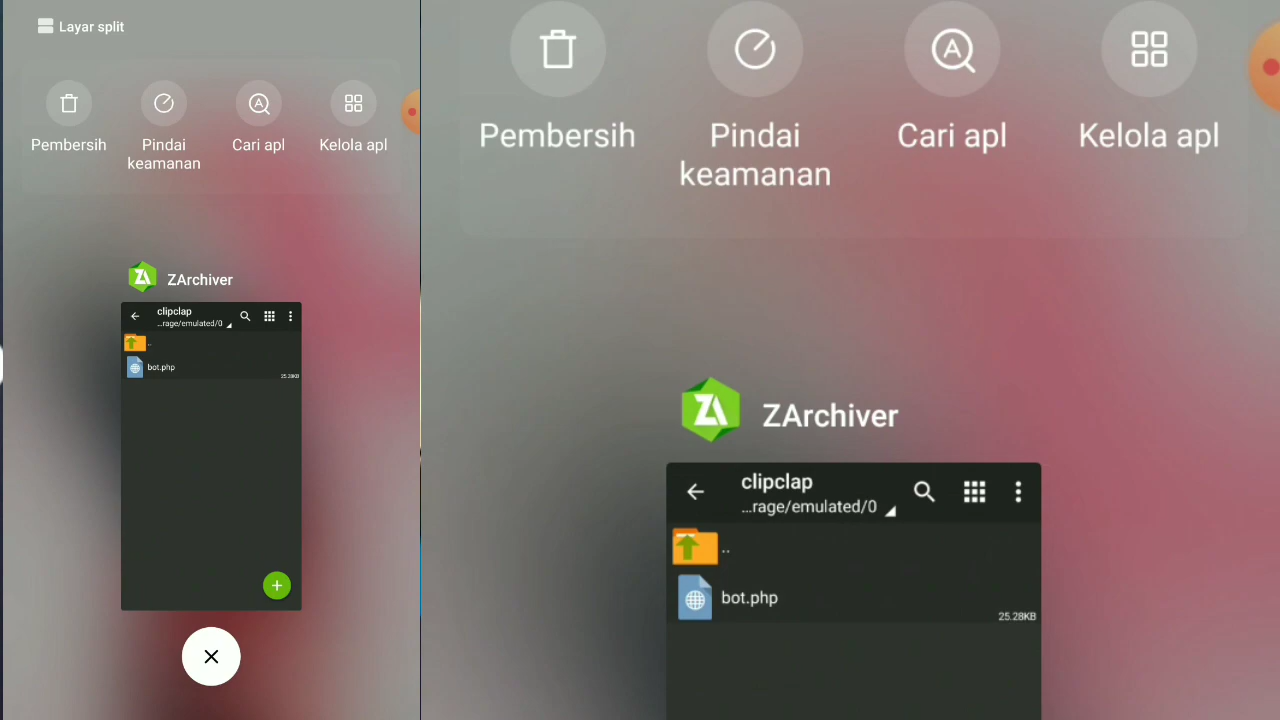 Layar split
Pembersih
Pindai
keamanan
Cari apl
Kelola apl
ZArchiver
clipclap
...rage/emulated/0
..
bot.php
25.28KB
Pembersih
Pindai
keamanan
Cari apl
Kelola apl
ZArchiver
clipclap
...rage/emulated/0
..
bot.php
25.28KB